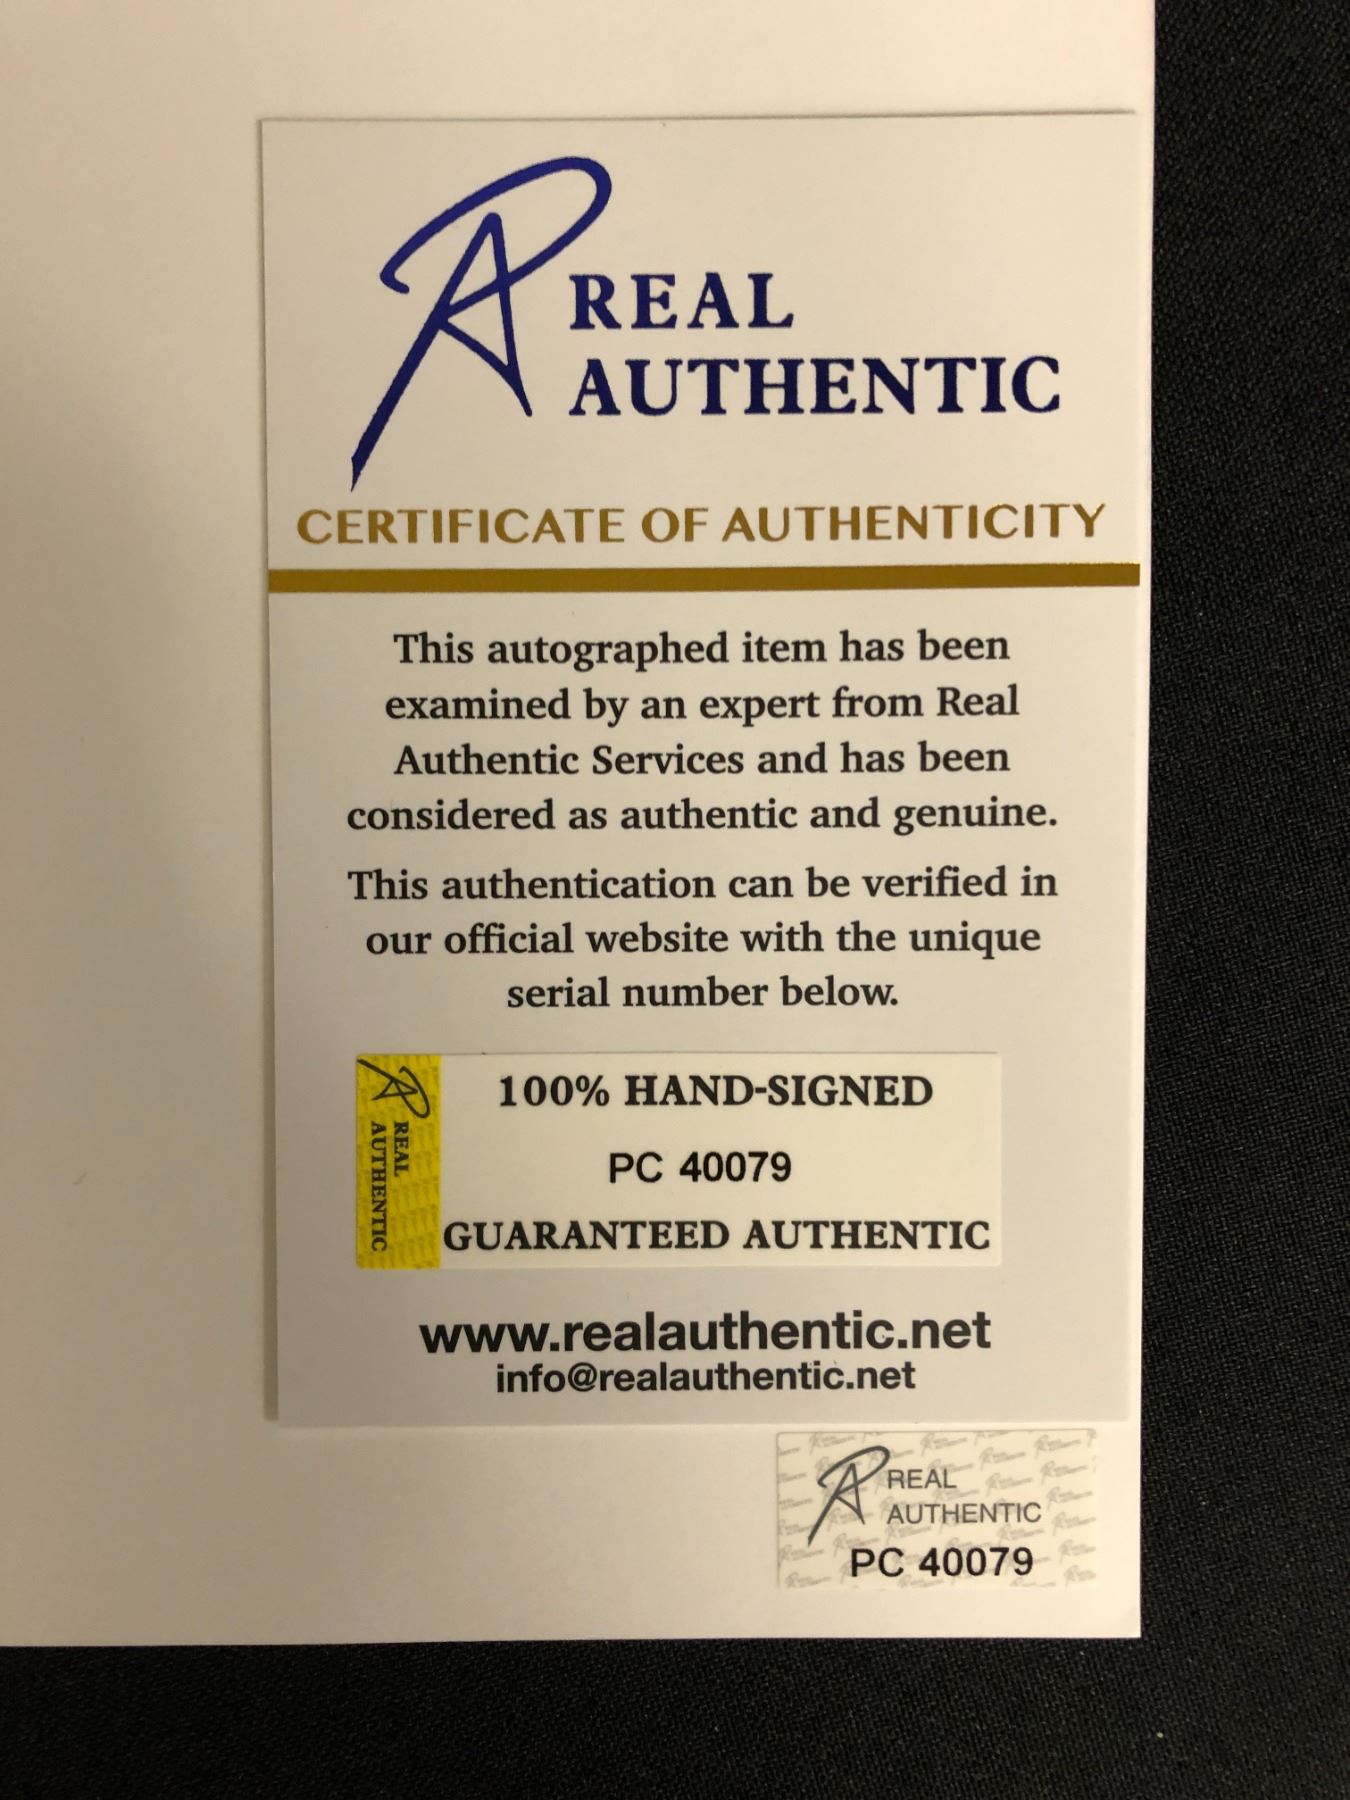 REAL
AUTHENTIC
CERTIFICATE OF AUTHENTICITY
This autographed item has been
examined by an expert from Real
Authentic Services and has been
considered as authentic and genuine.
This authentication can be verified in
our official website with the unique
serial number below.
REAL
AUTHENTIC
100% HAND-SIGNED
PC 40079
GUARANTEED AUTHENTIC
www.realauthentic.net
info@realauthentic.net
REAL
AUTHENTIC
PC 40079